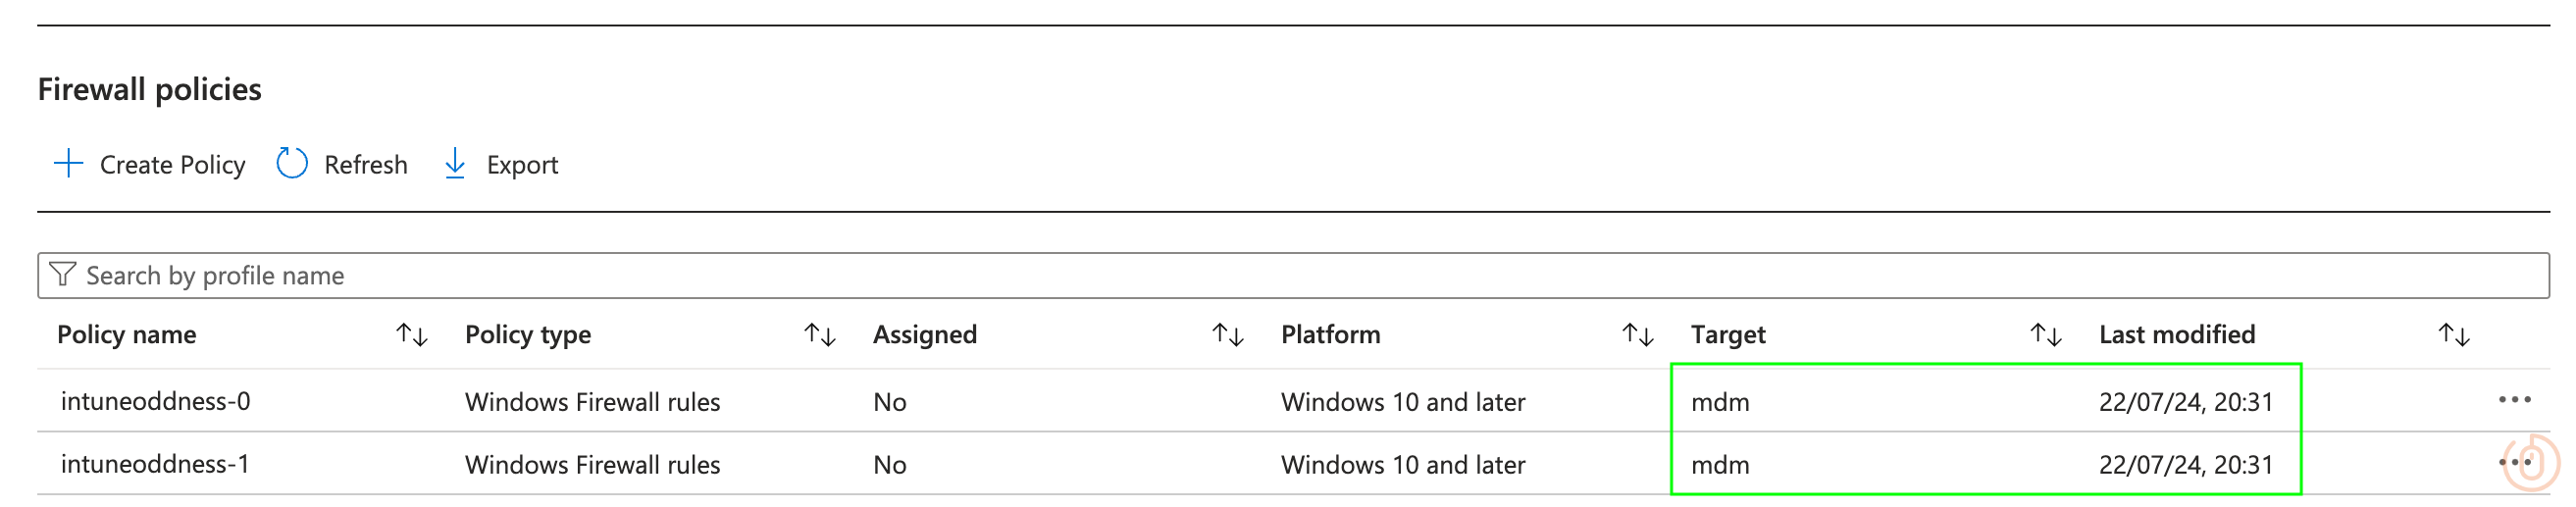 Firewall policies
Create Policy Refresh Export
Search by profile name
Policy name Policy type Assigned Platform Target Last modified
intuneoddness-0 Windows Firewall rules No Windows 10 and later mdm 22/07/24, 20:31
intuneoddness-1 Windows Firewall rules No Windows 10 and later mdm 22/07/24, 20:31